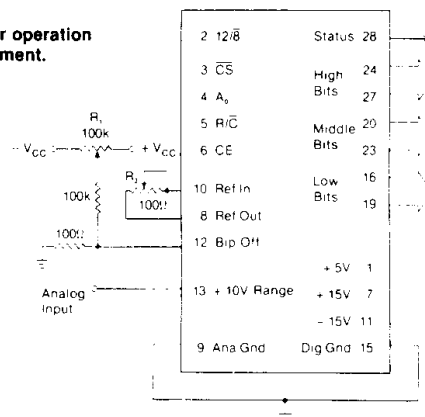 r operation
ment.
2 12/8̅
Status 28
3 C̅S̅
High
Bits
24
27
4 A₀
5 R/C̅
Middle
Bits
20
23
6 CE
Low
Bits
16
19
R₁
100k
- V_CC
+ V_CC
R₂
100Ω
10 Ref In
8 Ref Out
100k
100Ω
12 Bip Off
+ 5V 1
Analog
Input
13 + 10V Range
+ 15V 7
- 15V 11
9 Ana Gnd
Dig Gnd 15